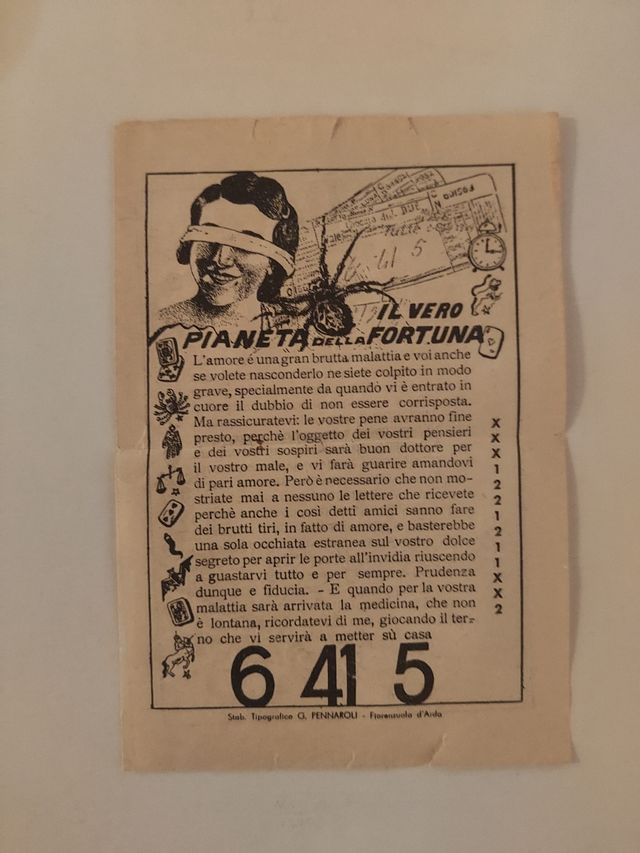 Tutte
5
IL VERO
PIANETA DELLA FORTUNA
L'amore é una gran brutta malattia e voi anche
se volete nasconderlo ne siete colpito in modo
grave, specialmente da quando vi è entrato in
cuore il dubbio di non essere corrisposta.
Ma rassicuratevi: le vostre pene avranno fine
presto, perchè l'oggetto dei vostri pensieri
e dei vostri sospiri sarà buon dottore per
il vostro male, e vi farà guarire amandovi
di pari amore. Però è necessario che non mo-
striate mai a nessuno le lettere che ricevete
perchè anche i così detti amici sanno fare
dei brutti tiri, in fatto di amore, e basterebbe
una sola occhiata estranea sul vostro dolce
segreto per aprire le porte all'invidia riuscendo
a guastarvi tutto e per sempre. Prudenza
dunque e fiducia. - E quando per la vostra
malattia sarà arrivata la medicina, che non
è lontana, ricordatevi di me, giocando il ter-
no che vi servirà a metter sù casa
X
X
X
1
2
2
1
2
1
1
X
X
2
6 41 5
Stab. Tipografico G. PENNAROLI - Fiorenzuola d'Arda